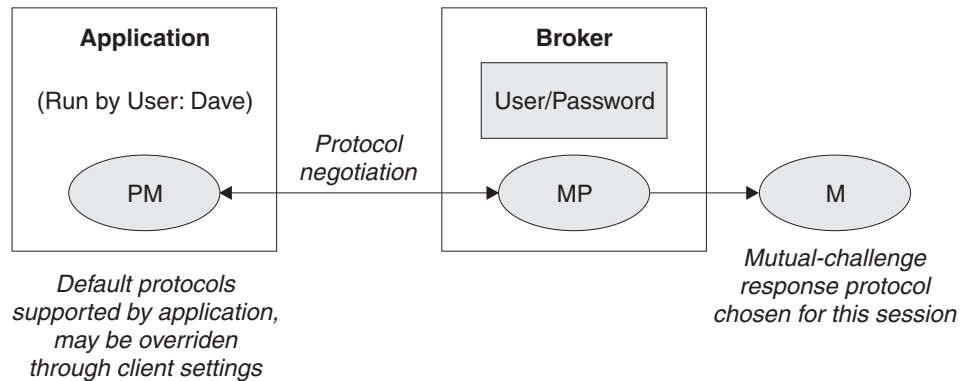 Application
(Run by User: Dave)
PM
Default protocols
supported by application,
may be overriden
through client settings
Protocol
negotiation
Broker
User/Password
MP
M
Mutual-challenge
response protocol
chosen for this session